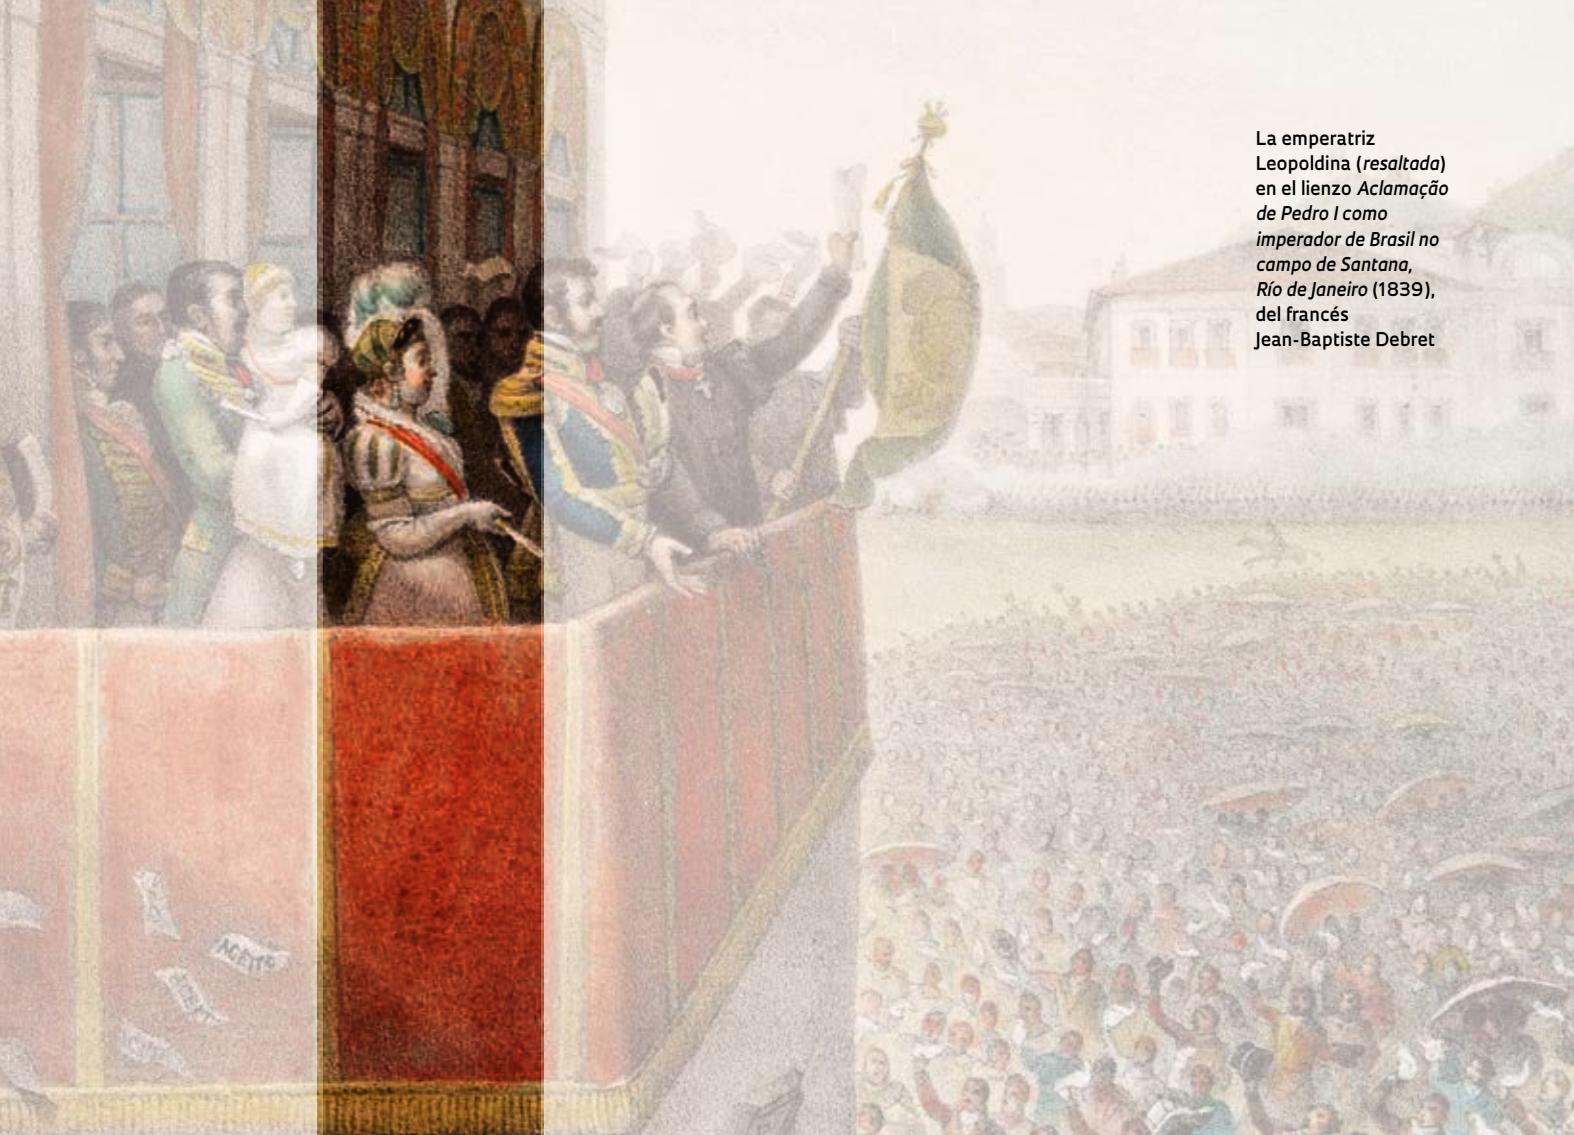 La emperatriz
Leopoldina (resaltada)
en el lienzo Aclamação
de Pedro I como
imperador de Brasil no
campo de Santana,
Río de Janeiro (1839),
del francés
Jean-Baptiste Debret
ACEITO